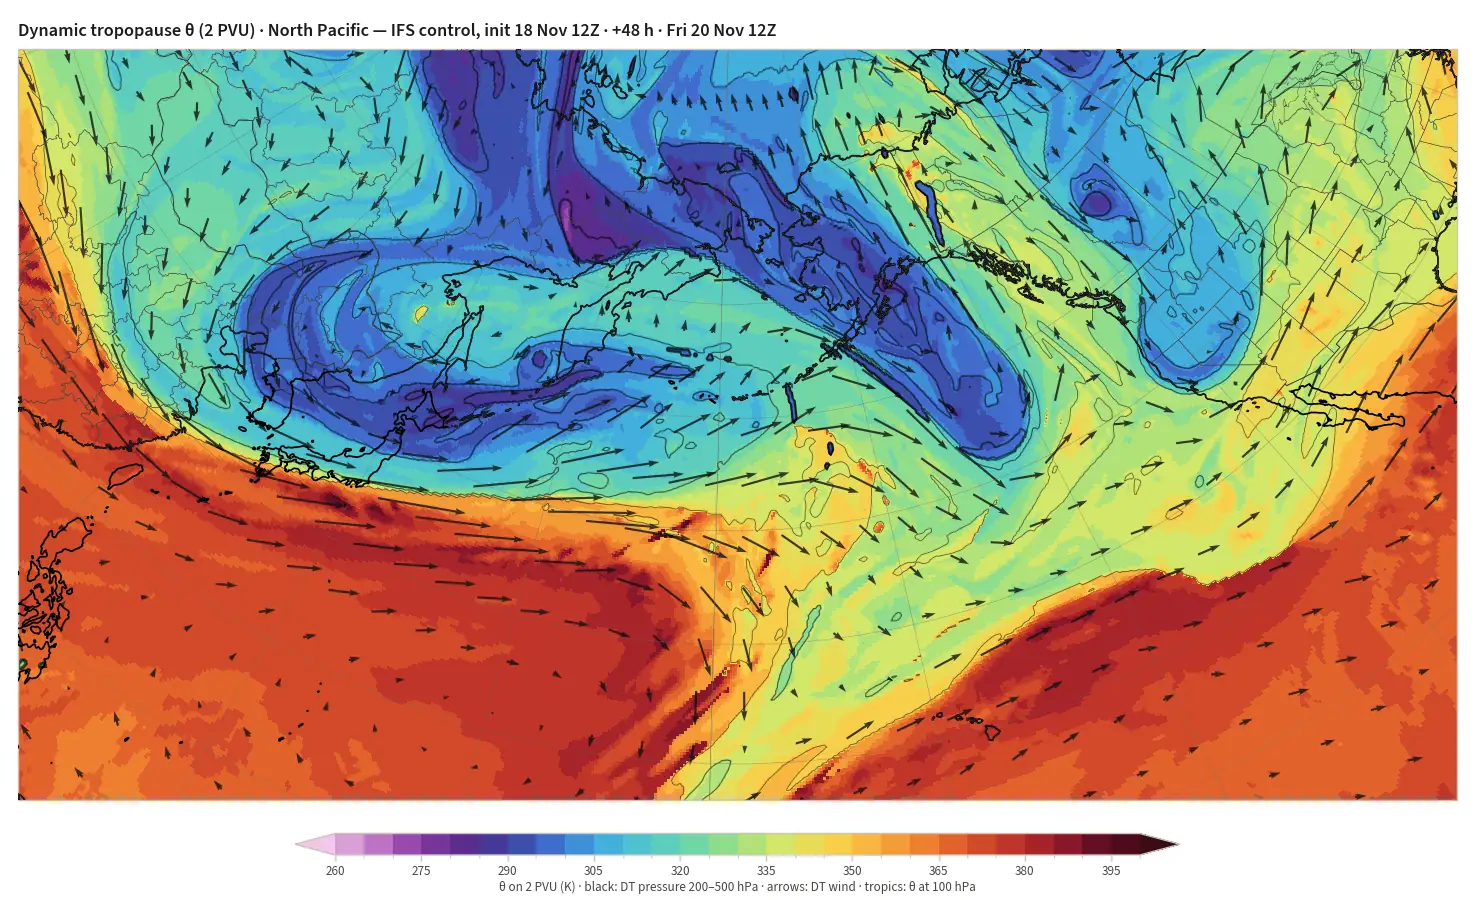 Dynamic tropopause θ (2 PVU) · North Pacific — IFS control, init 18 Nov 12Z · +48 h · Fri 20 Nov 12Z
260 275 290 305 320 335 350 365 380 395
θ on 2 PVU (K) · black: DT pressure 200–500 hPa · arrows: DT wind · tropics: θ at 100 hPa